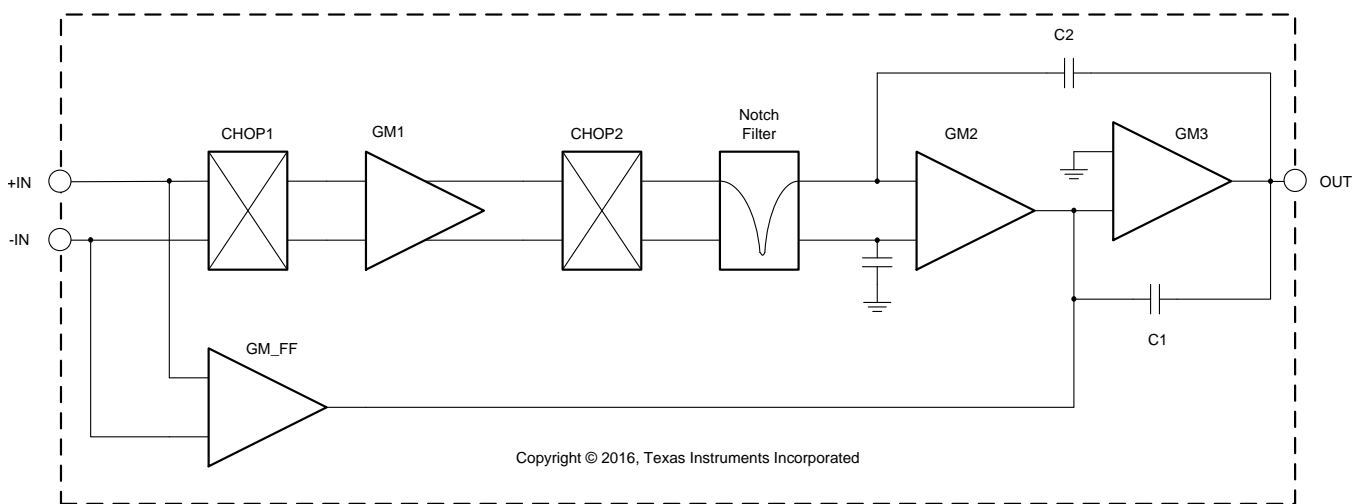 C2
CHOP1
GM1
CHOP2
Notch
Filter
GM2
GM3
+IN
-IN
OUT
C1
GM_FF
Copyright © 2016, Texas Instruments Incorporated